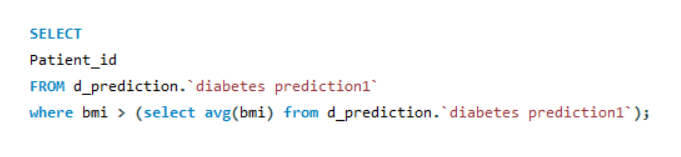 SELECT
Patient_id
FROM d_prediction.`diabetes prediction1`
where bmi > (select avg(bmi) from d_prediction.`diabetes prediction1`);